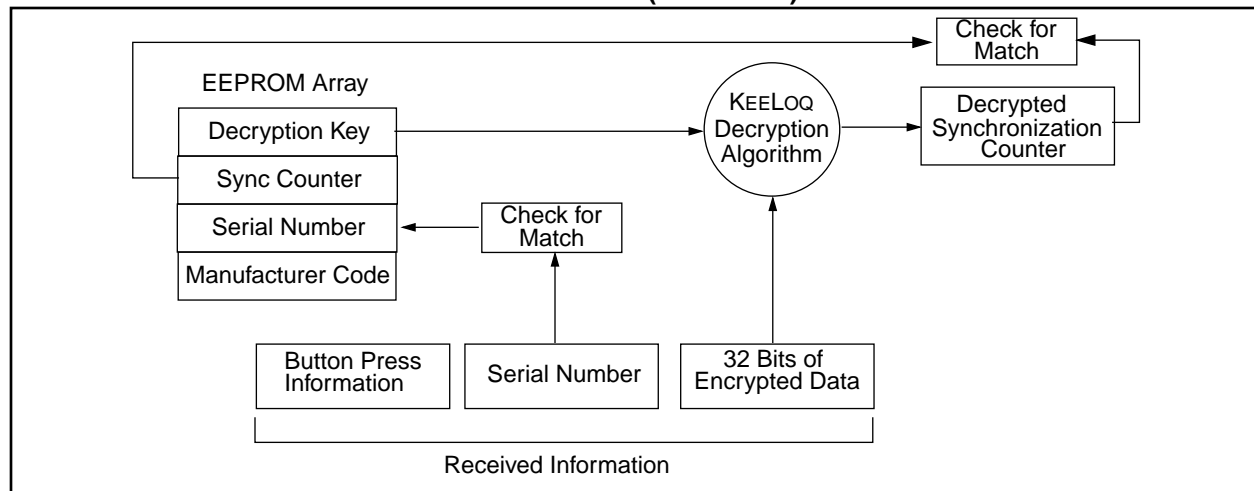 Check for
Match
EEPROM Array
KEELOQ
Decryption
Algorithm
Decrypted
Synchronization
Counter
Decryption Key
Sync Counter
Serial Number
Manufacturer Code
Check for
Match
Button Press
Information
Serial Number
32 Bits of
Encrypted Data
Received Information